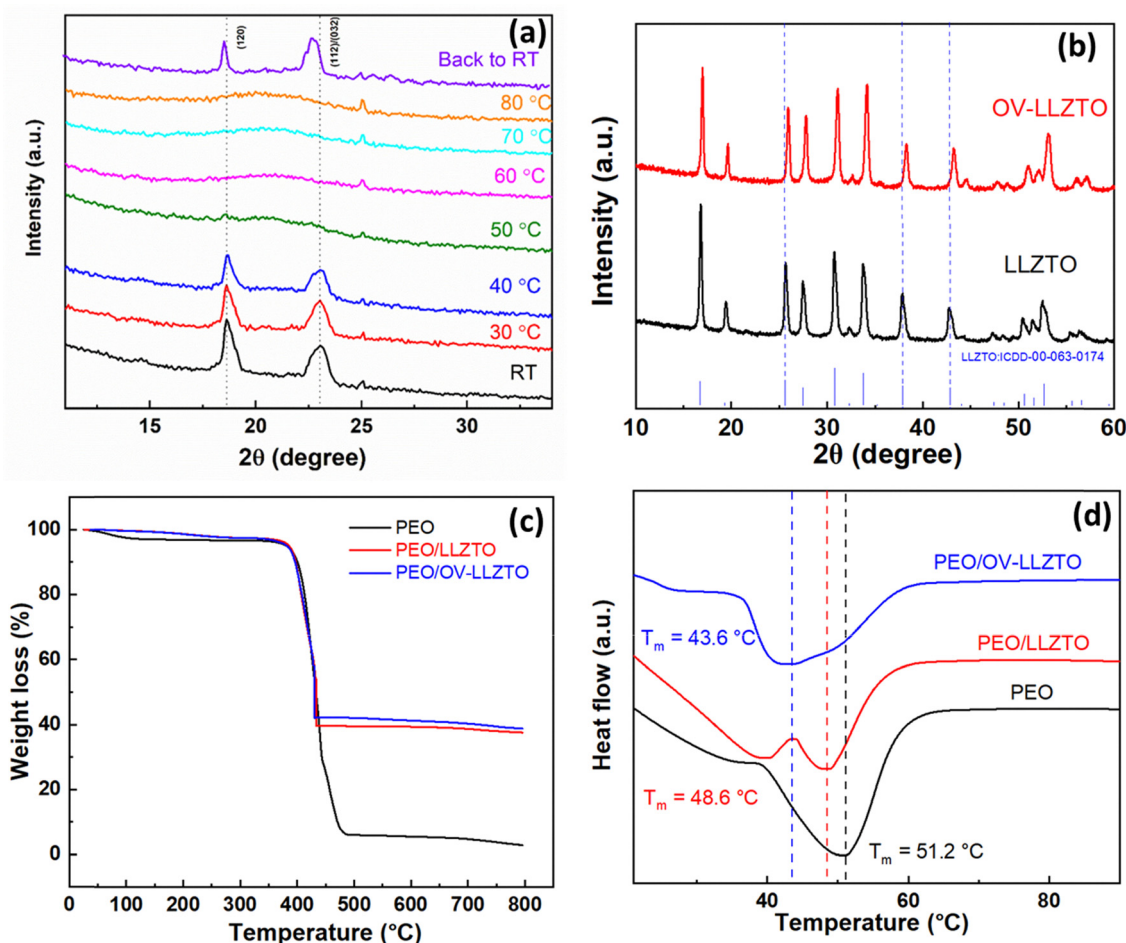 (a)
(120)
(112)/(032)
Back to RT
80 °C
70 °C
60 °C
50 °C
40 °C
30 °C
RT
Intensity (a.u.)
15 20 25 30
2θ (degree)
(b)
OV-LLZTO
LLZTO
LLZTO:ICDD-00-063-0174
Intensity (a.u.)
10 20 30 40 50 60
2θ (degree)
(c)
PEO
PEO/LLZTO
PEO/OV-LLZTO
100
80
60
40
20
0
Weight loss (%)
0 100 200 300 400 500 600 700 800
Temperature (°C)
(d)
PEO/OV-LLZTO
Tm = 43.6 °C
PEO/LLZTO
PEO
Tm = 48.6 °C
Tm = 51.2 °C
Heat flow (a.u.)
40 60 80
Temperature (°C)